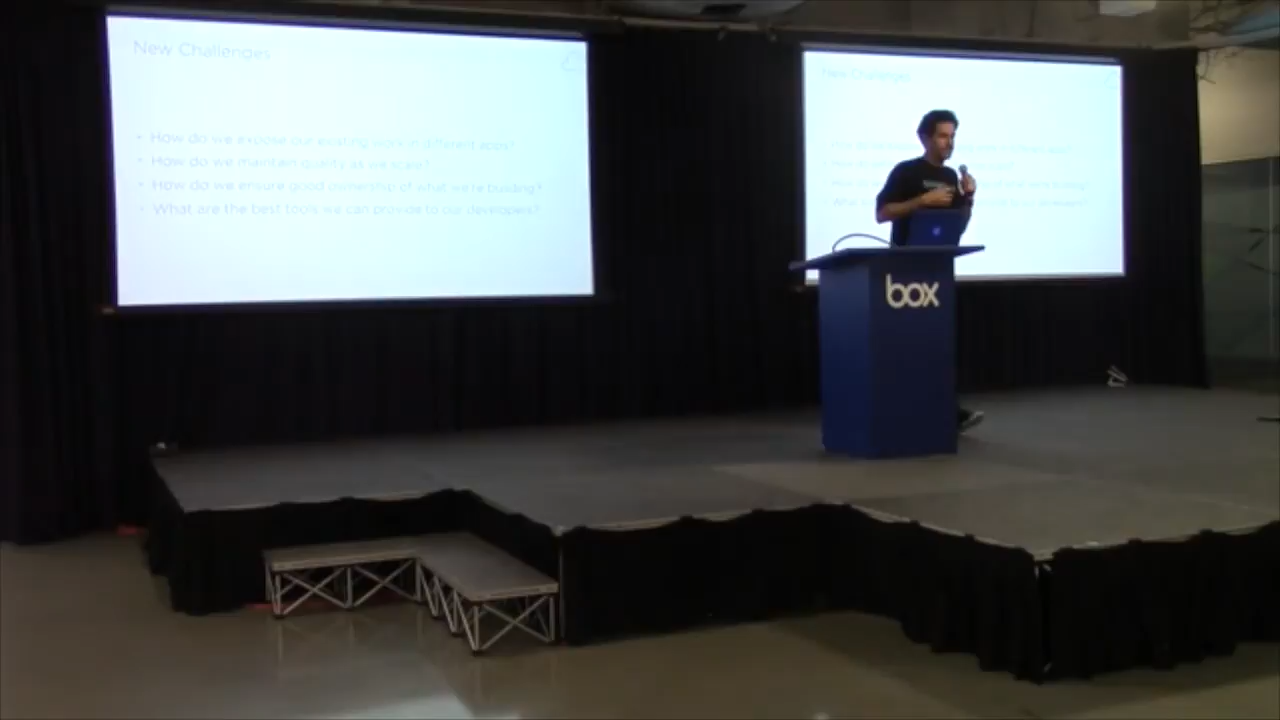 New Challenges
• How do we expose our existing work in different apps?
• How do we maintain quality as we scale?
• How do we ensure good ownership of what we're building?
• What are the best tools we can provide to our developers?
New Challenges
box